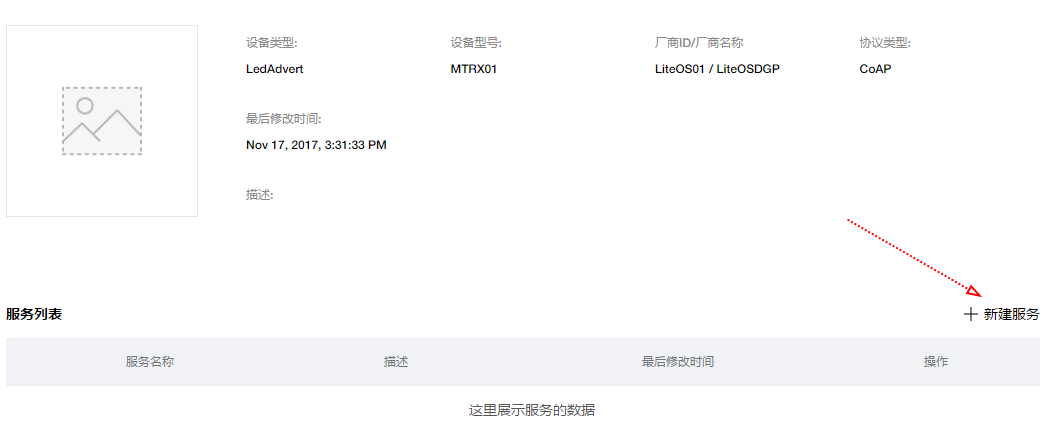 设备类型: 设备型号: 厂商ID/厂商名称 协议类型:
LedAdvert MTRX01 LiteOS01 / LiteOSDGP CoAP
最后修改时间:
Nov 17, 2017, 3:31:33 PM
描述:
服务列表 新建服务
服务名称 描述 最后修改时间 操作
这里展示服务的数据